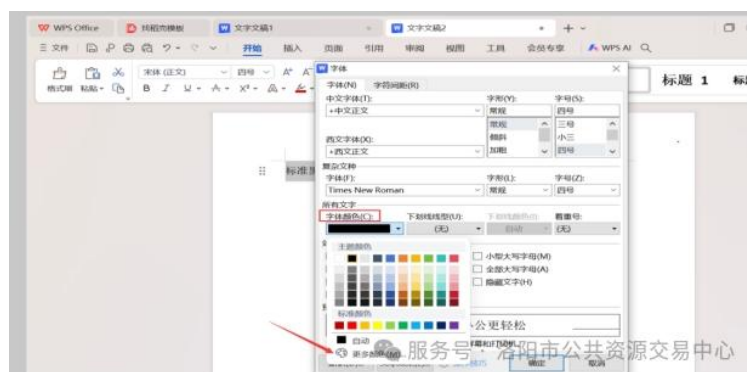 WPS Office 找稻壳模板 文字文稿1 文字文稿2
文件 开始 插入 页面 引用 审阅 视图 工具 会员专享 WPS AI
格式刷 粘贴 宋体 (正文) 四号 标题 1
字体
字体(N) 字符间距(R)
中文字体(T): 字形(Y): 字号(S):
+中文正文 常规 四号
常规 三号
倾斜 小三
西文字体(X):
+西文正文 加粗 四号
复杂文种
字体(F): 字形(L): 字号(Z):
Times New Roman 常规 四号
所有文字
字体颜色(C): 下划线线型(U): 下划线颜色(I): 着重号:
(无) 自动 (无)
主题颜色
小型大写字母(M)
全部大写字母(A)
隐藏文字(H)
标准颜色
公更轻松
自动
更多颜色(M)
服务号 · 洛阳市公共资源交易中心
确定 取消
标准